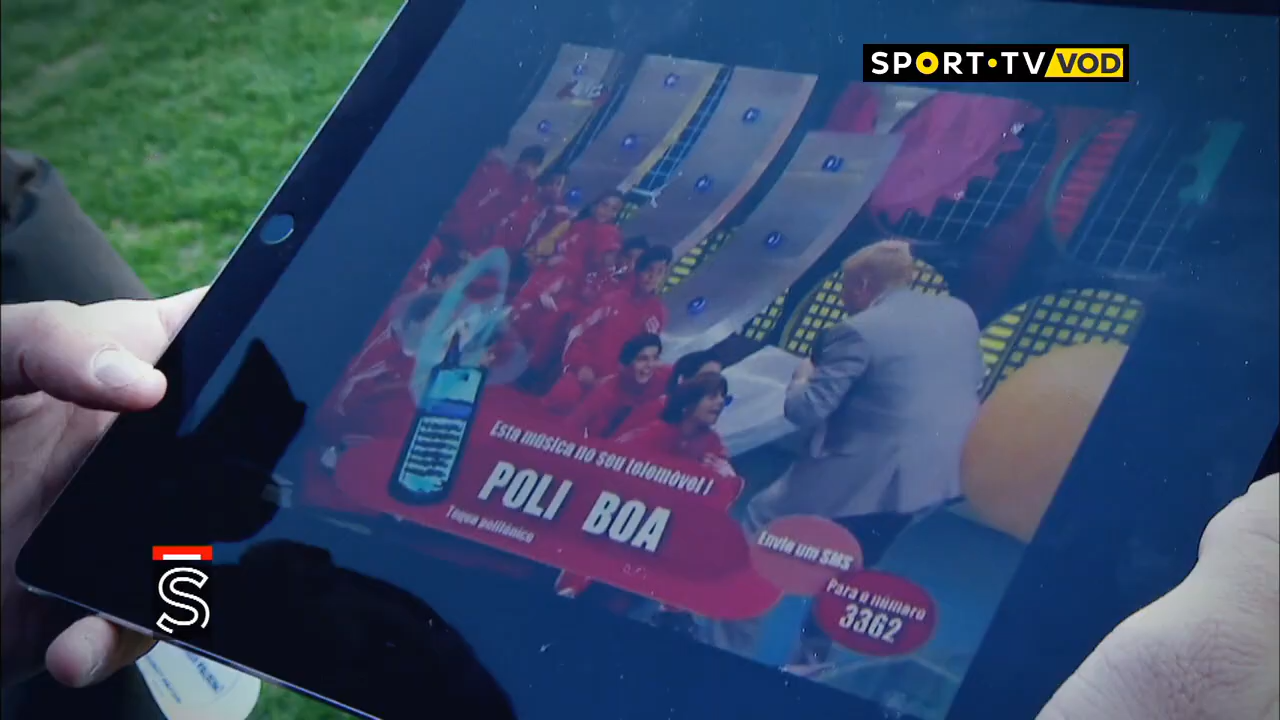 SPORT•TV VOD
Esta música no seu telemóvel !
POLI BOA
Toque polifónico
Envie um SMS
Para o número
3362
S